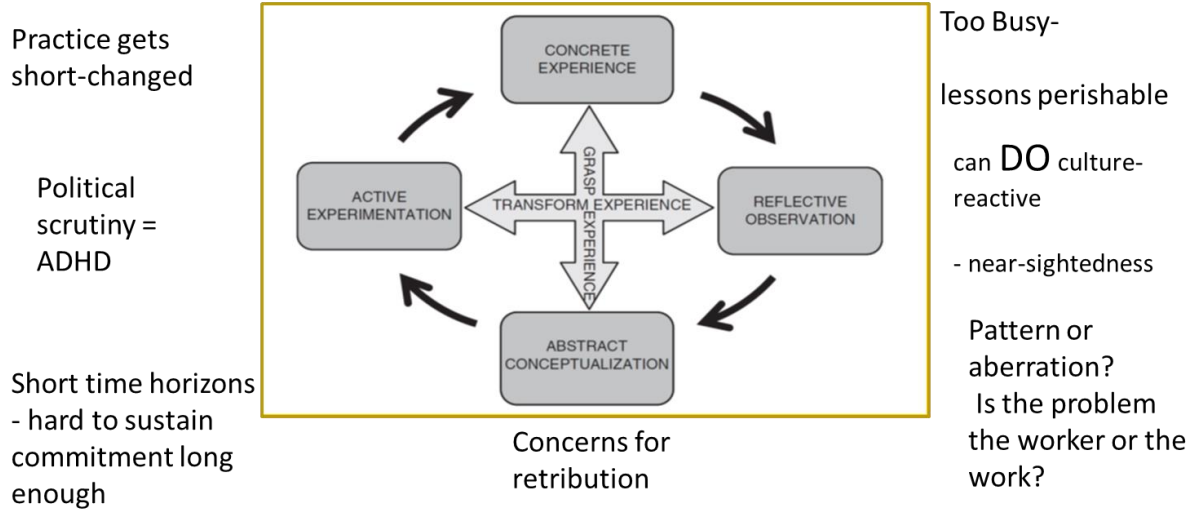 Practice gets
short-changed
Political
scrutiny =
ADHD
Short time horizons
- hard to sustain
commitment long
enough
CONCRETE
EXPERIENCE
GRASP EXPERIENCE
TRANSFORM EXPERIENCE
ACTIVE
EXPERIMENTATION
REFLECTIVE
OBSERVATION
ABSTRACT
CONCEPTUALIZATION
Concerns for
retribution
Too Busy-
lessons perishable
can DO culture-
reactive
- near-sightedness
Pattern or
aberration?
Is the problem
the worker or the
work?